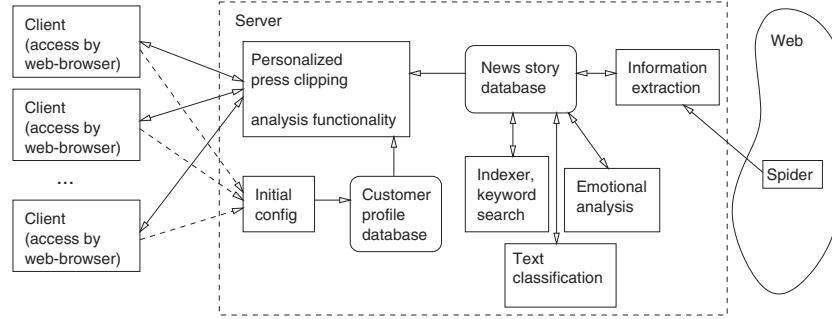 Client
(access by
web-browser)
Client
(access by
web-browser)
...
Client
(access by
web-browser)
Server
Personalized
press clipping
analysis functionality
Initial
config
Customer
profile
database
News story
database
Information
extraction
Indexer,
keyword
search
Emotional
analysis
Text
classification
Web
Spider